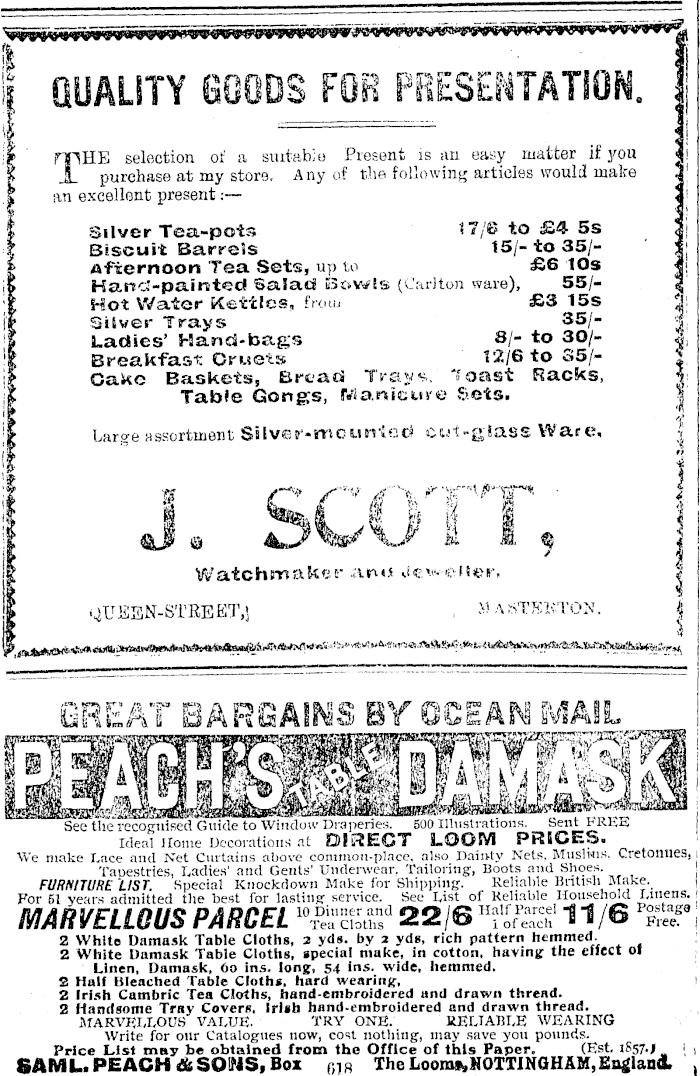 QUALITY GOODS FOR PRESENTATION.
THE selection of a suitable Present is an easy matter if you
purchase at my store. Any of the following articles would make
an excellent present :—
Silver Tea-pots 17/6 to £4 5s
Biscuit Barrels 15/- to 35/-
Afternoon Tea Sets, up to £6 10s
Hand-painted Salad Bowls (Carlton ware), 55/-
Hot Water Kettles, from £3 15s
Silver Trays 35/-
Ladies' Hand-bags 8/- to 30/-
Breakfast Cruets 12/6 to 35/-
Cake Baskets, Bread Trays, Toast Racks,
Table Gongs, Manicure Sets.
Large assortment Silver-mounted cut-glass Ware.
J. SCOTT,
Watchmaker and Jeweller,
QUEEN-STREET, MASTERTON.
GREAT BARGAINS BY OCEAN MAIL
PEACH'S TABLE DAMASK
See the recognised Guide to Window Draperies. 500 Illustrations. Sent FREE
Ideal Home Decorations at DIRECT LOOM PRICES.
We make Lace and Net Curtains above common-place, also Dainty Nets, Muslins, Cretonnes,
Tapestries, Ladies' and Gents' Underwear, Tailoring, Boots and Shoes.
FURNITURE LIST. Special Knockdown Make for Shipping. Reliable British Make.
For 51 years admitted the best for lasting service. See List of Reliable Household Linens.
MARVELLOUS PARCEL 10 Dinner and Tea Cloths 22/6 Half Parcel 1 of each 11/6 Postage Free.
2 White Damask Table Cloths, 2 yds. by 2 yds, rich pattern hemmed.
2 White Damask Table Cloths, special make, in cotton, having the effect of
Linen, Damask, 60 ins. long, 54 ins. wide, hemmed.
2 Half Bleached Table Cloths, hard wearing,
2 Irish Cambric Tea Cloths, hand-embroidered and drawn thread.
2 Handsome Tray Covers, Irish hand-embroidered and drawn thread.
MARVELLOUS VALUE. TRY ONE. RELIABLE WEARING
Write for our Catalogues now, cost nothing, may save you pounds.
Price List may be obtained from the Office of this Paper. (Est. 1857.)
SAML. PEACH & SONS, Box 618 The Looms, NOTTINGHAM, England.